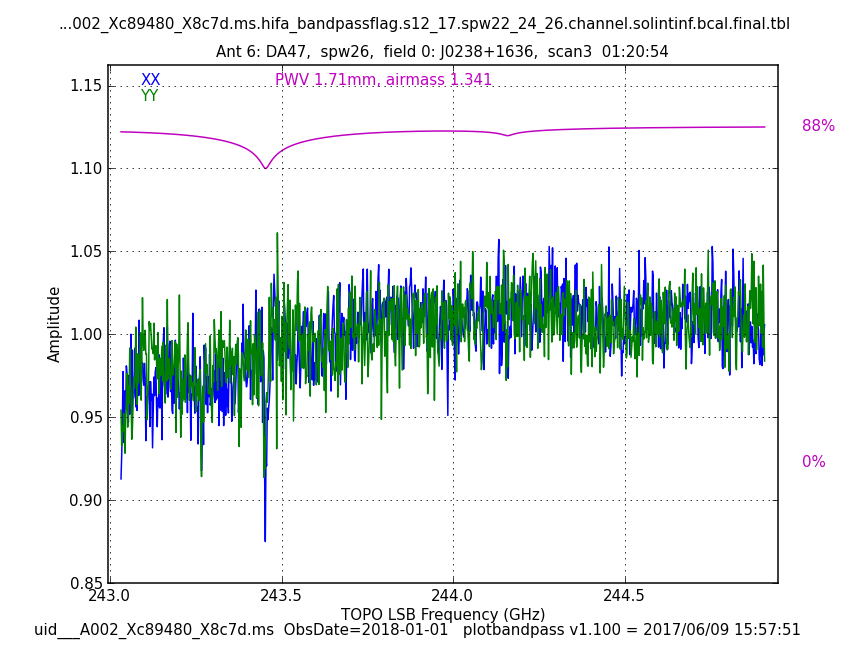 ...002_Xc89480_X8c7d.ms.hifa_bandpassflag.s12_17.spw22_24_26.channel.solintinf.bcal.final.tbl
Ant 6: DA47,  spw26,  field 0: J0238+1636,  scan3  01:20:54
XX
PWV 1.71mm, airmass 1.341
YY
1.15
1.10
1.05
1.00
0.95
0.90
0.85
Amplitude
88%
0%
243.0
243.5
244.0
244.5
TOPO LSB Frequency (GHz)
uid___A002_Xc89480_X8c7d.ms  ObsDate=2018-01-01   plotbandpass v1.100 = 2017/06/09 15:57:51